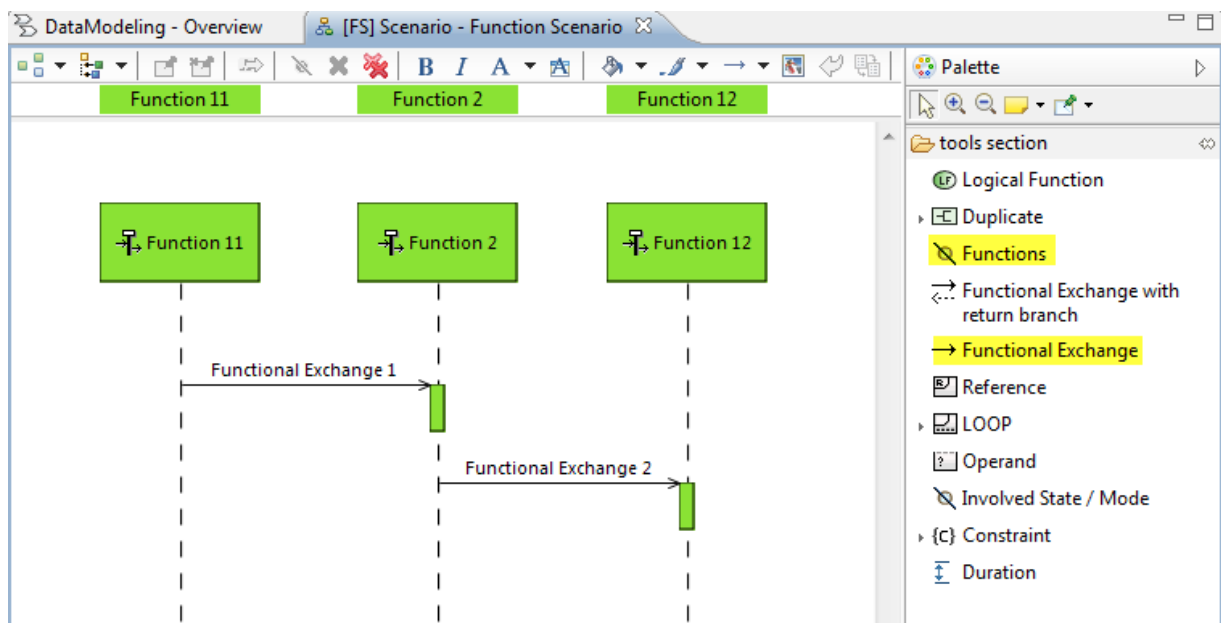 DataModeling - Overview
[FS] Scenario - Function Scenario
B I A A
Palette
Function 11
Function 2
Function 12
tools section
LF Logical Function
Duplicate
Functions
Functional Exchange with
return branch
Functional Exchange
Reference
LOOP
Operand
Involved State / Mode
{c} Constraint
Duration
Function 11
Function 2
Function 12
Functional Exchange 1
Functional Exchange 2